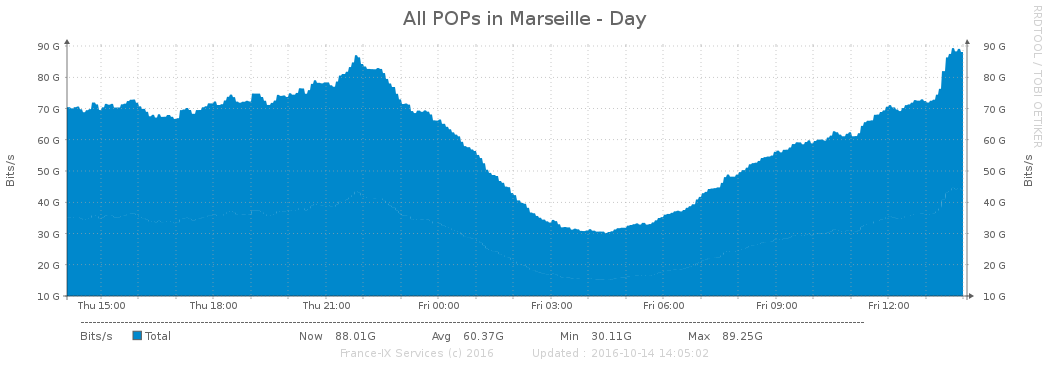 All POPs in Marseille - Day
RRDTOOL / TOBI OETIKER
90 G 90 G
80 G 80 G
70 G 70 G
60 G 60 G
50 G 50 G
40 G 40 G
30 G 30 G
20 G 20 G
10 G 10 G
Bits/s
Bits/s
Thu 15:00 Thu 18:00 Thu 21:00 Fri 00:00 Fri 03:00 Fri 06:00 Fri 09:00 Fri 12:00
Bits/s Total Now 88.01G Avg 60.37G Min 30.11G Max 89.25G
France-IX Services (c) 2016 Updated : 2016-10-14 14:05:02